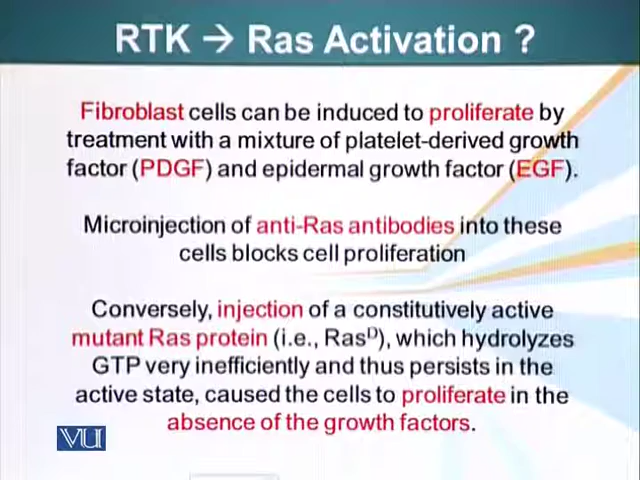 RTK → Ras Activation ?
Fibroblast cells can be induced to proliferate by
treatment with a mixture of platelet-derived growth
factor (PDGF) and epidermal growth factor (EGF).
Microinjection of anti-Ras antibodies into these
cells blocks cell proliferation
Conversely, injection of a constitutively active
mutant Ras protein (i.e., Rasᴰ), which hydrolyzes
GTP very inefficiently and thus persists in the
active state, caused the cells to proliferate in the
absence of the growth factors.
VU